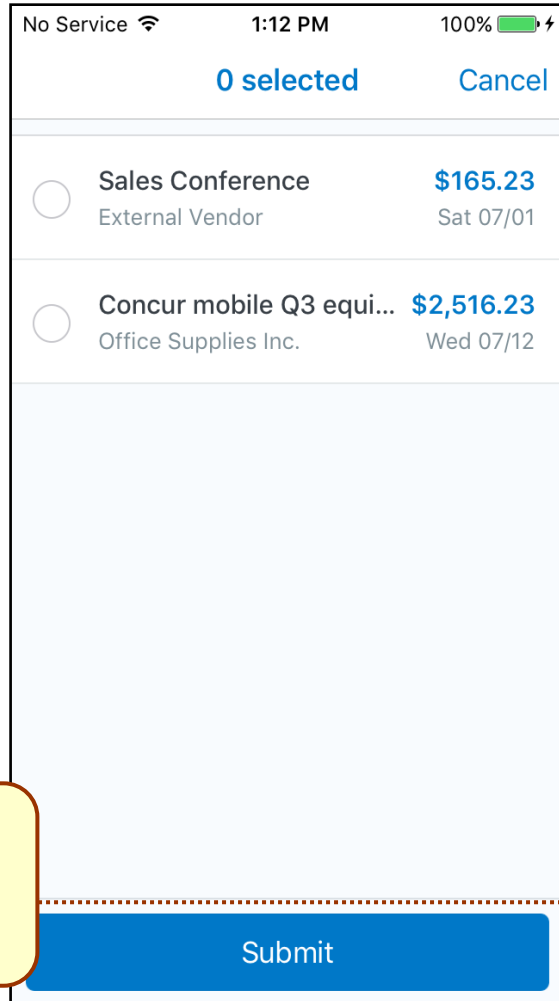 No Service 1:12 PM 100%
0 selected Cancel
Sales Conference $165.23
External Vendor Sat 07/01
Concur mobile Q3 equi... $2,516.23
Office Supplies Inc. Wed 07/12
Submit